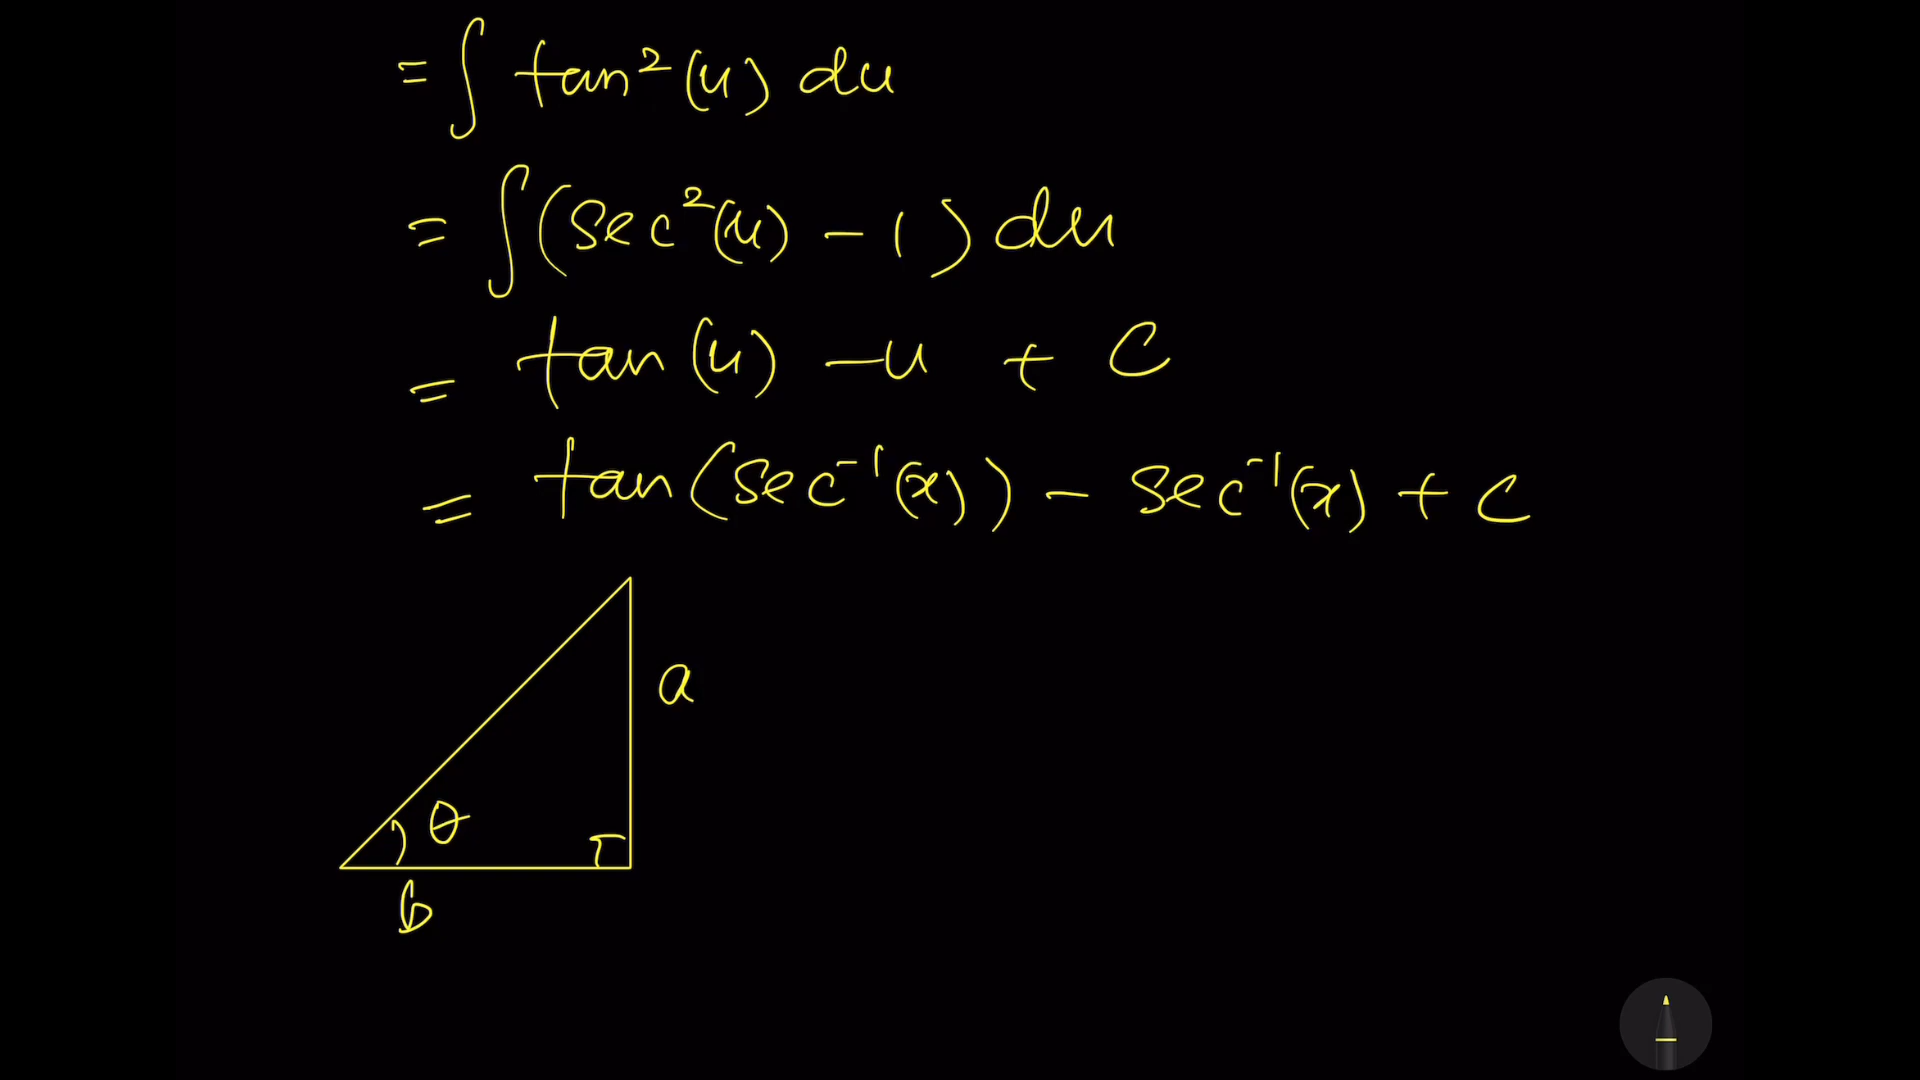 = ∫ tan²(u) du
= ∫ (sec²(u) - 1) du
= tan(u) - u + C
= tan(sec⁻¹(x)) - sec⁻¹(x) + C
a
θ
b